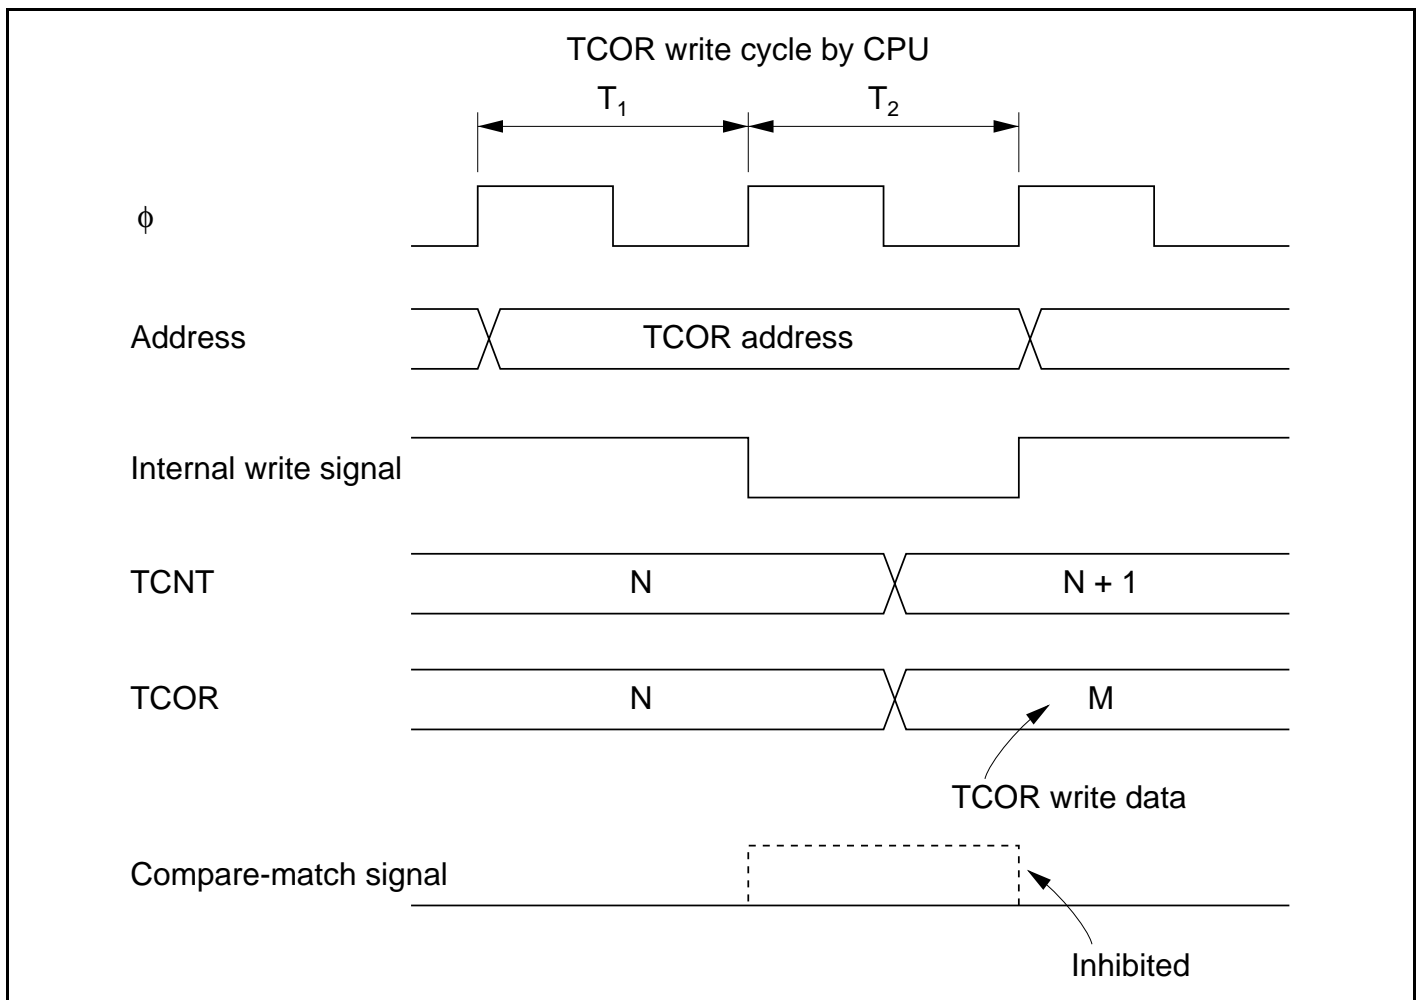 TCOR write cycle by CPU
T1 T2
ϕ
Address TCOR address
Internal write signal
TCNT N N + 1
TCOR N M
TCOR write data
Compare-match signal
Inhibited